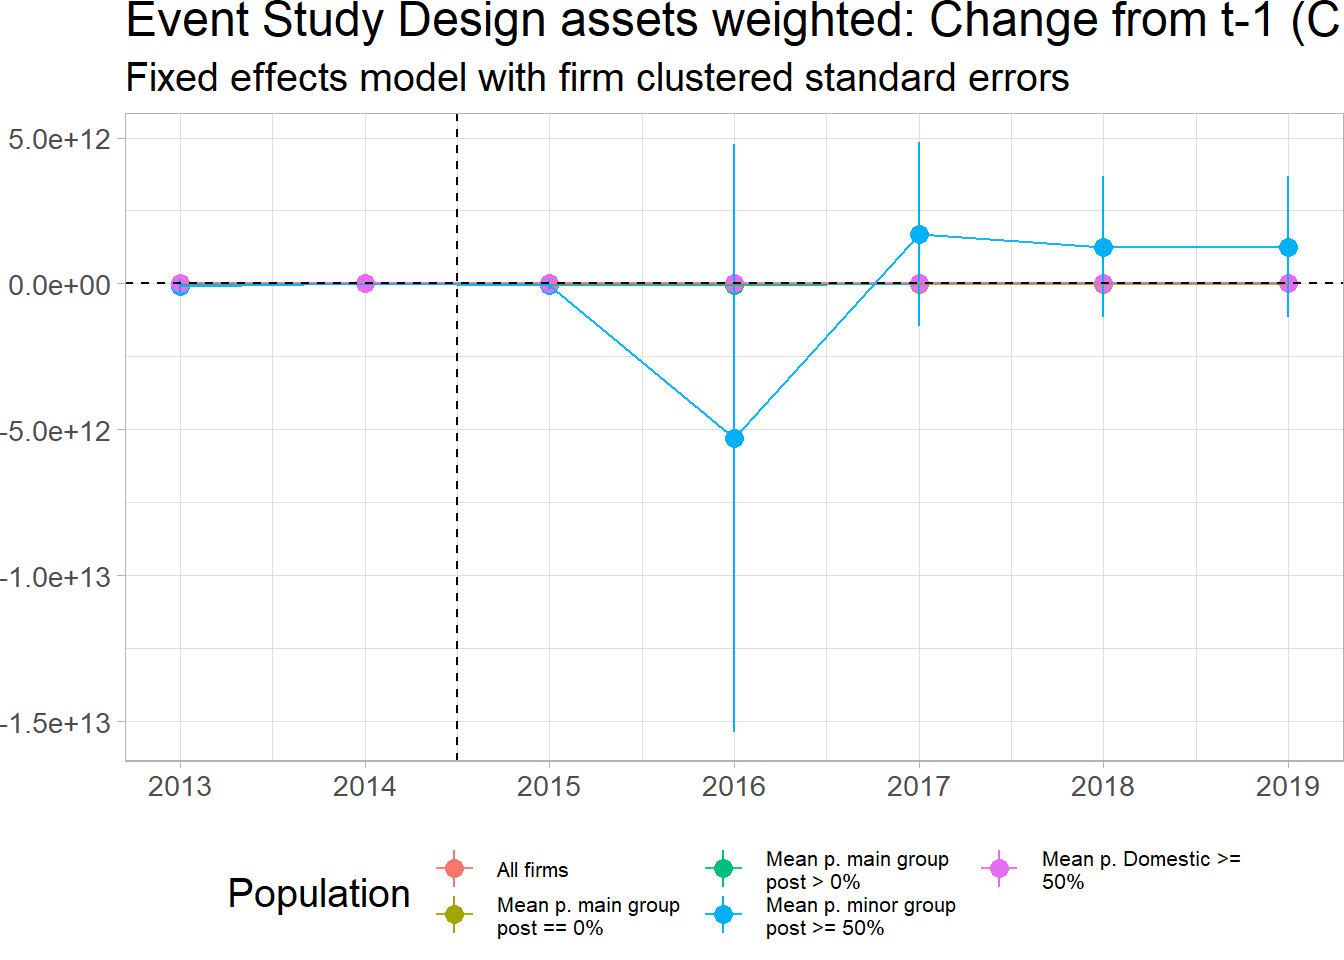 Event Study Design assets weighted: Change from t-1 (C
Fixed effects model with firm clustered standard errors
5.0e+12
0.0e+00
-5.0e+12
-1.0e+13
-1.5e+13
2013 2014 2015 2016 2017 2018 2019
Population
All firms
Mean p. main group
post == 0%
Mean p. main group
post > 0%
Mean p. minor group
post >= 50%
Mean p. Domestic >=
50%